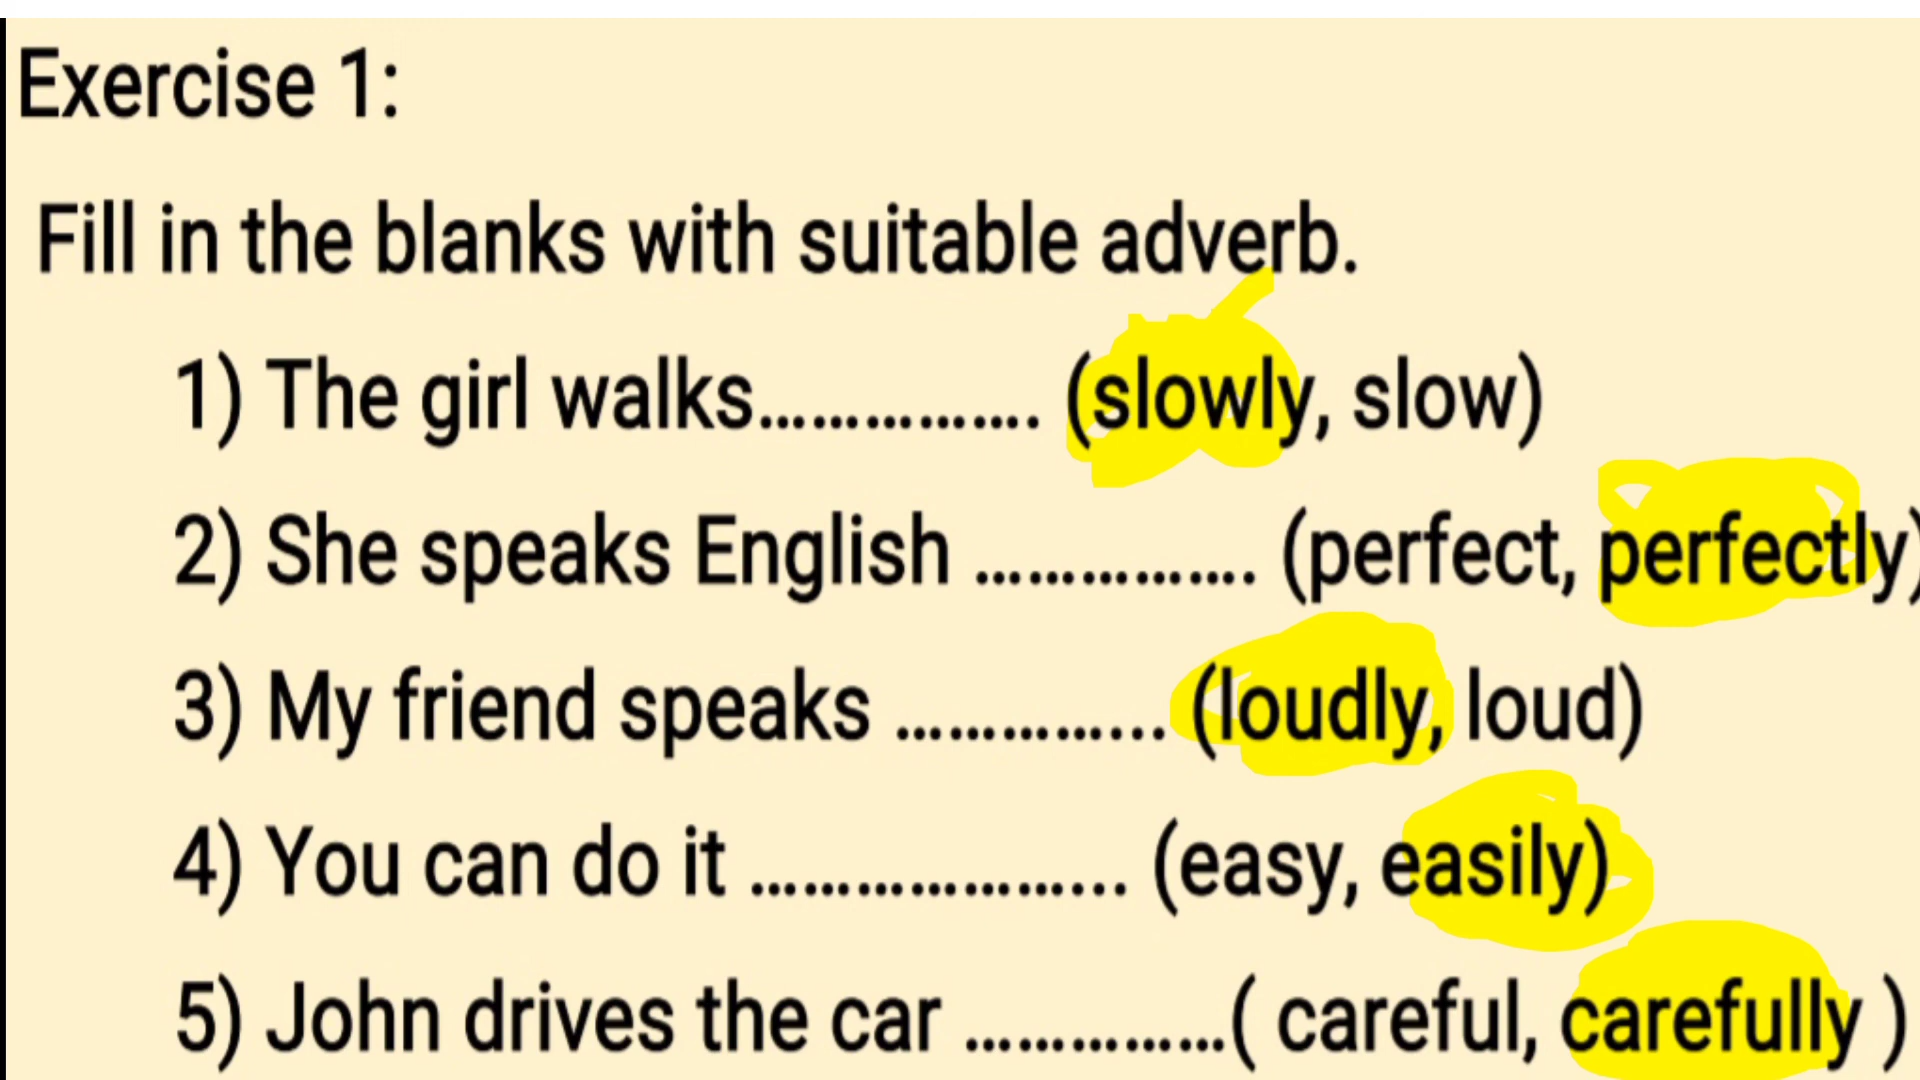 Exercise 1:
Fill in the blanks with suitable adverb.
1) The girl walks……………. (slowly, slow)
2) She speaks English ……………. (perfect, perfectly)
3) My friend speaks …………... (loudly, loud)
4) You can do it ………………... (easy, easily)
5) John drives the car ……………( careful, carefully )